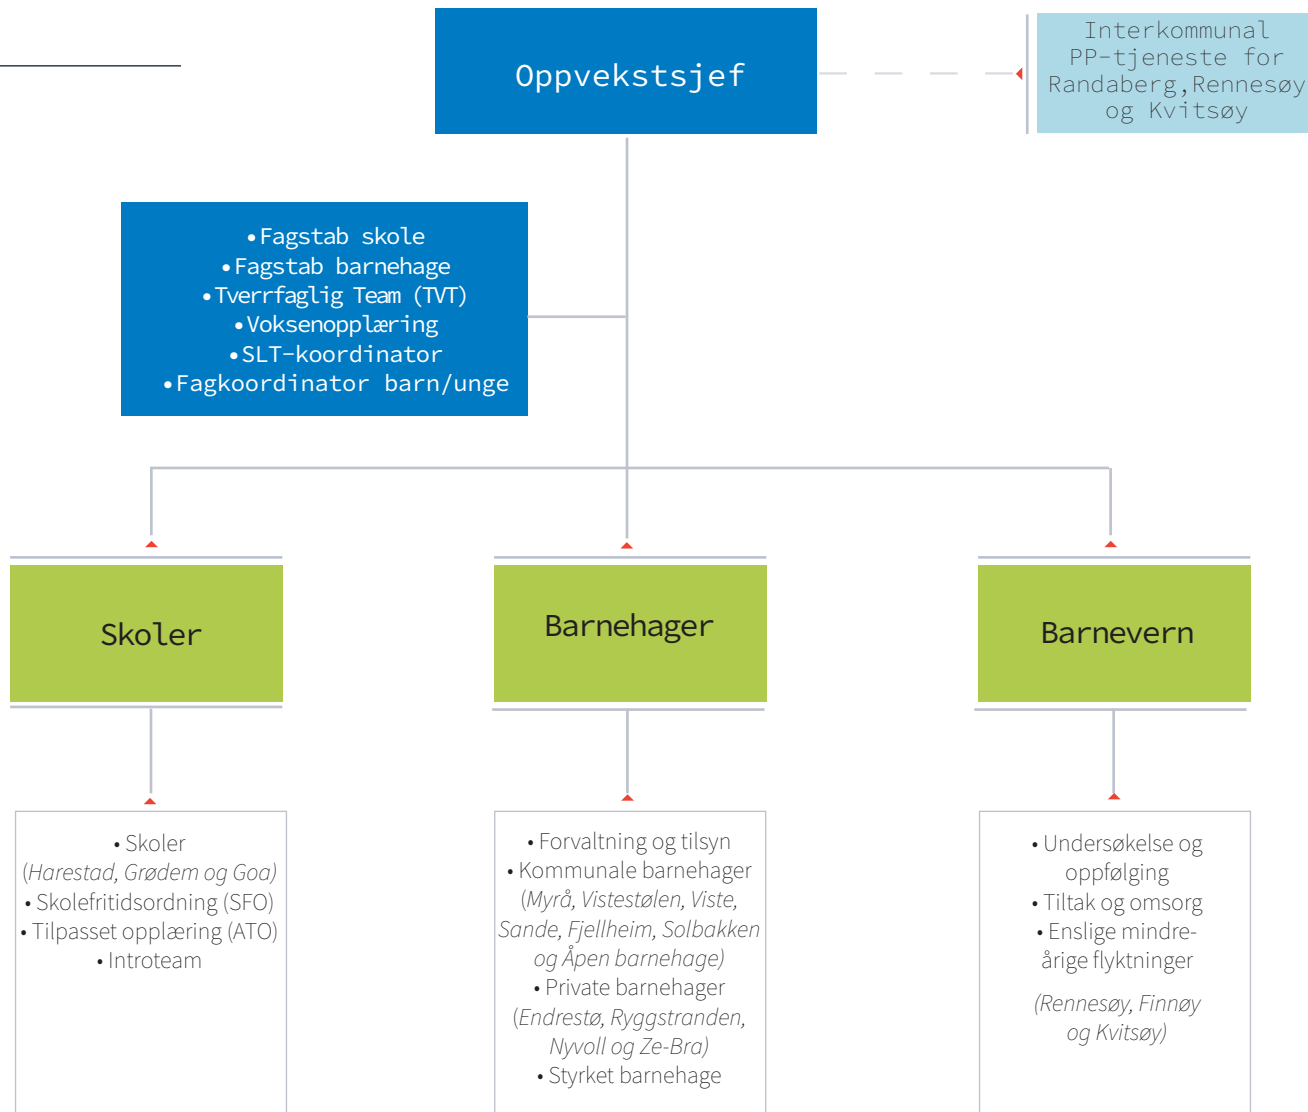 Oppvekstsjef
Interkommunal
PP-tjeneste for
Randaberg,Rennesøy
og Kvitsøy
•Fagstab skole
•Fagstab barnehage
•Tverrfaglig Team (TVT)
•Voksenopplæring
•SLT-koordinator
•Fagkoordinator barn/unge
Skoler
Barnehager
Barnevern
• Skoler
(Harestad, Grødem og Goa)
• Skolefritidsordning (SFO)
• Tilpasset opplæring (ATO)
• Introteam
• Forvaltning og tilsyn
• Kommunale barnehager
(Myrå, Vistestølen, Viste,
Sande, Fjellheim, Solbakken
og Åpen barnehage)
• Private barnehager
(Endrestø, Ryggstranden,
Nyvoll og Ze-Bra)
• Styrket barnehage
• Undersøkelse og
oppfølging
• Tiltak og omsorg
• Enslige mindre-
årige flyktninger
(Rennesøy, Finnøy
og Kvitsøy)